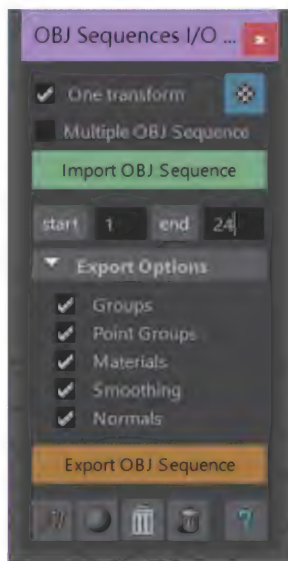 OBJ Sequences I/O ...
One transform
Multiple OBJ Sequence
Import OBJ Sequence
start 1 end 24
Export Options
Groups
Point Groups
Materials
Smoothing
Normals
Export OBJ Sequence
?